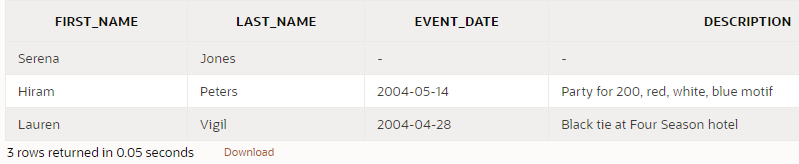 FIRST_NAME LAST_NAME EVENT_DATE DESCRIPTION
Serena Jones - -
Hiram Peters 2004-05-14 Party for 200, red, white, blue motif
Lauren Vigil 2004-04-28 Black tie at Four Season hotel
3 rows returned in 0.05 seconds Download